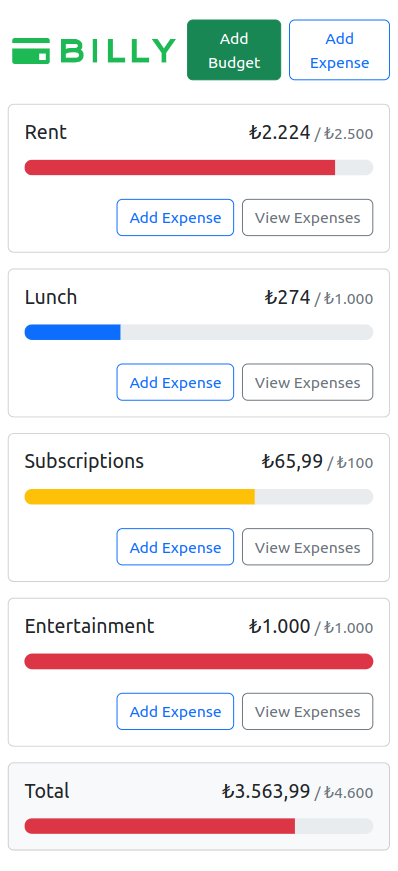 BILLY
Add Budget
Add Expense
Rent ₺2.224 / ₺2.500
Add Expense View Expenses
Lunch ₺274 / ₺1.000
Add Expense View Expenses
Subscriptions ₺65,99 / ₺100
Add Expense View Expenses
Entertainment ₺1.000 / ₺1.000
Add Expense View Expenses
Total ₺3.563,99 / ₺4.600